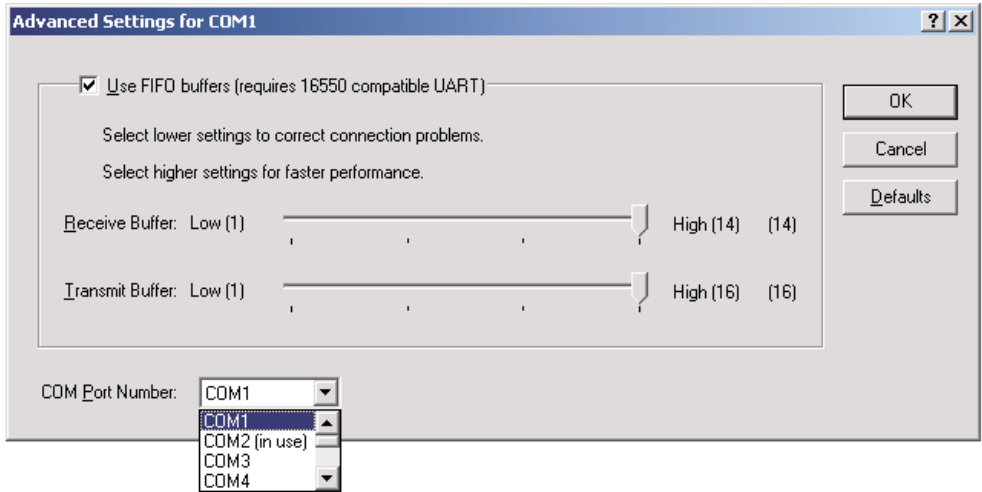 Advanced Settings for COM1
Use FIFO buffers (requires 16550 compatible UART)
OK
Select lower settings to correct connection problems.
Cancel
Select higher settings for faster performance.
Defaults
Receive Buffer: Low (1) High (14) (14)
Transmit Buffer: Low (1) High (16) (16)
COM Port Number: COM1
COM1
COM2 (in use)
COM3
COM4